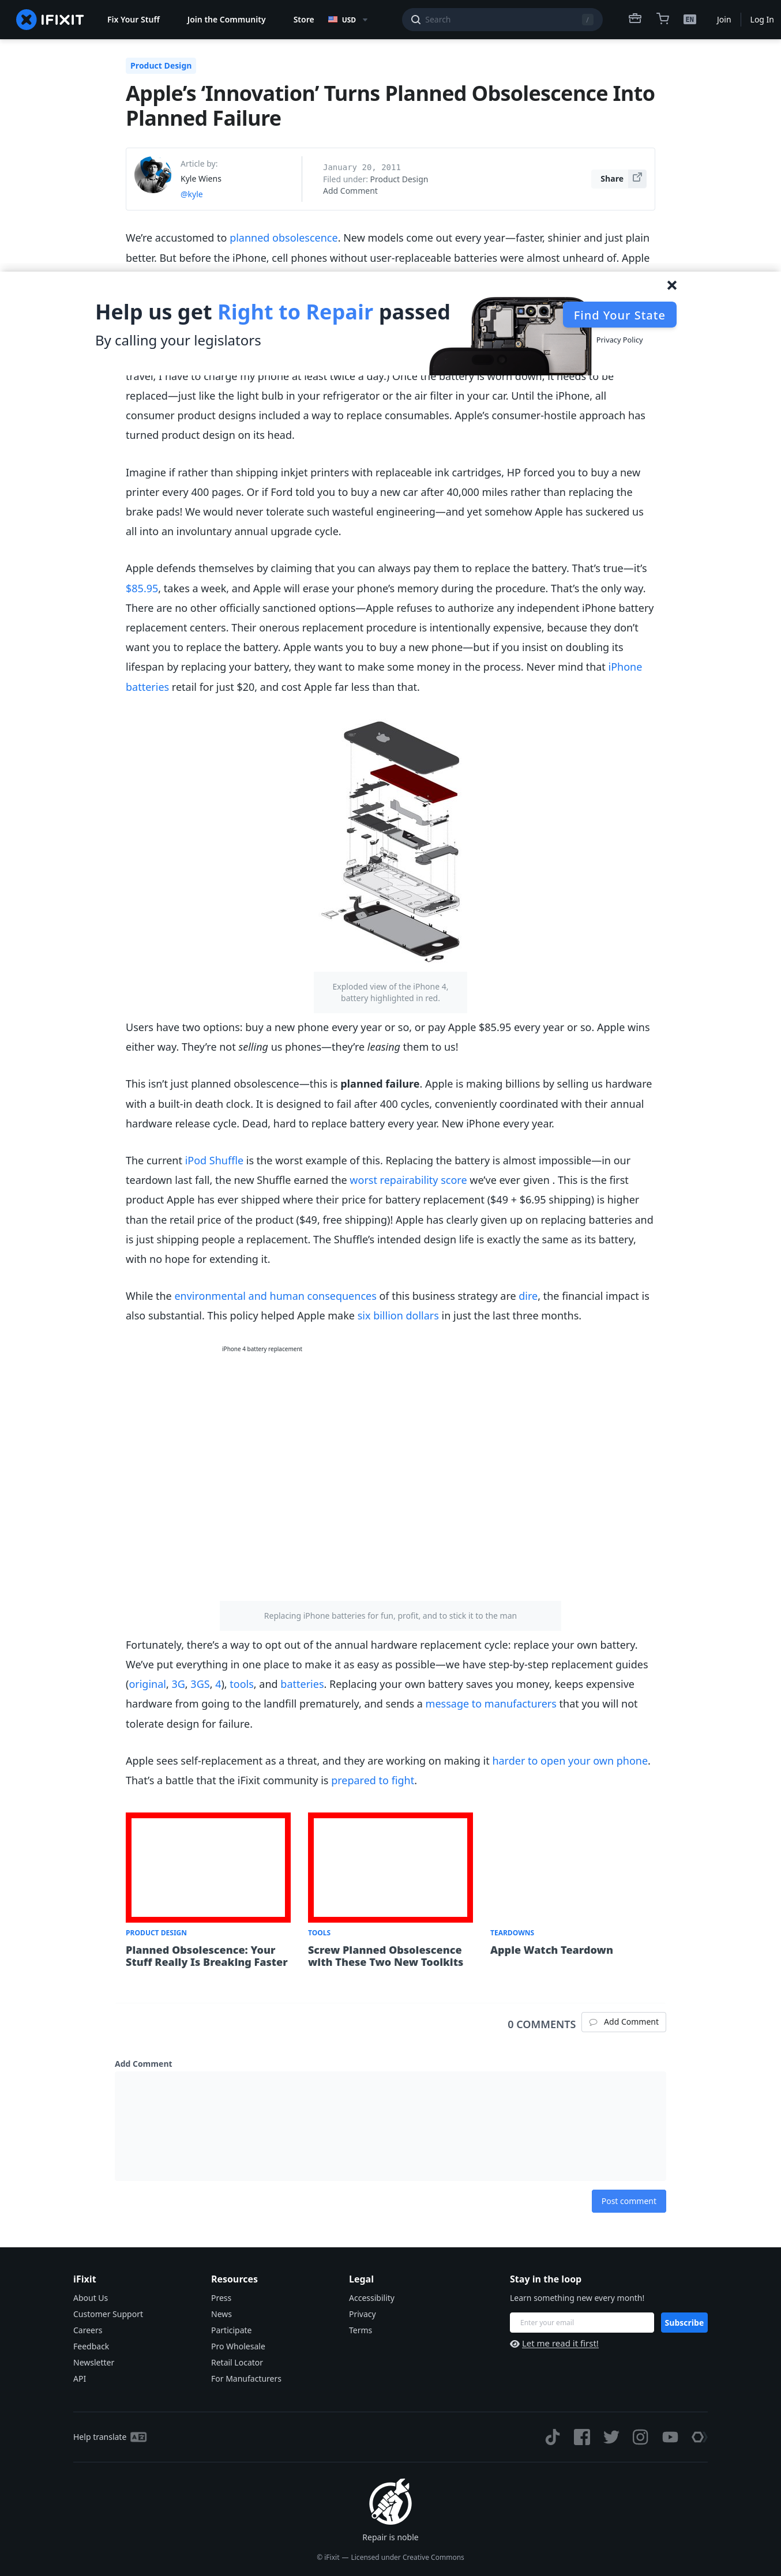 IFIXIT
Fix Your Stuff
Join the Community
Store
USD
Search
/
EN
Join
Log In
Product Design
Apple’s ‘Innovation’ Turns Planned Obsolescence Into
Planned Failure
Article by:
Kyle Wiens
@kyle
January 20, 2011
Filed under: Product Design
Add Comment
Share
We’re accustomed to planned obsolescence. New models come out every year—faster, shinier and just plain
better. But before the iPhone, cell phones without user-replaceable batteries were almost unheard of. Apple
Help us get Right to Repair passed
By calling your legislators
Find Your State
Privacy Policy
travel, I have to charge my phone at least twice a day.) Once the battery is worn down, it needs to be
replaced—just like the light bulb in your refrigerator or the air filter in your car. Until the iPhone, all
consumer product designs included a way to replace consumables. Apple’s consumer-hostile approach has
turned product design on its head.
Imagine if rather than shipping inkjet printers with replaceable ink cartridges, HP forced you to buy a new
printer every 400 pages. Or if Ford told you to buy a new car after 40,000 miles rather than replacing the
brake pads! We would never tolerate such wasteful engineering—and yet somehow Apple has suckered us
all into an involuntary annual upgrade cycle.
Apple defends themselves by claiming that you can always pay them to replace the battery. That’s true—it’s
$85.95, takes a week, and Apple will erase your phone’s memory during the procedure. That’s the only way.
There are no other officially sanctioned options—Apple refuses to authorize any independent iPhone battery
replacement centers. Their onerous replacement procedure is intentionally expensive, because they don’t
want you to replace the battery. Apple wants you to buy a new phone—but if you insist on doubling its
lifespan by replacing your battery, they want to make some money in the process. Never mind that iPhone
batteries retail for just $20, and cost Apple far less than that.
Exploded view of the iPhone 4,
battery highlighted in red.
Users have two options: buy a new phone every year or so, or pay Apple $85.95 every year or so. Apple wins
either way. They’re not selling us phones—they’re leasing them to us!
This isn’t just planned obsolescence—this is planned failure. Apple is making billions by selling us hardware
with a built-in death clock. It is designed to fail after 400 cycles, conveniently coordinated with their annual
hardware release cycle. Dead, hard to replace battery every year. New iPhone every year.
The current iPod Shuffle is the worst example of this. Replacing the battery is almost impossible—in our
teardown last fall, the new Shuffle earned the worst repairability score we’ve ever given . This is the first
product Apple has ever shipped where their price for battery replacement ($49 + $6.95 shipping) is higher
than the retail price of the product ($49, free shipping)! Apple has clearly given up on replacing batteries and
is just shipping people a replacement. The Shuffle’s intended design life is exactly the same as its battery,
with no hope for extending it.
While the environmental and human consequences of this business strategy are dire, the financial impact is
also substantial. This policy helped Apple make six billion dollars in just the last three months.
iPhone 4 battery replacement
Replacing iPhone batteries for fun, profit, and to stick it to the man
Fortunately, there’s a way to opt out of the annual hardware replacement cycle: replace your own battery.
We’ve put everything in one place to make it as easy as possible—we have step-by-step replacement guides
(original, 3G, 3GS, 4), tools, and batteries. Replacing your own battery saves you money, keeps expensive
hardware from going to the landfill prematurely, and sends a message to manufacturers that you will not
tolerate design for failure.
Apple sees self-replacement as a threat, and they are working on making it harder to open your own phone.
That’s a battle that the iFixit community is prepared to fight.
PRODUCT DESIGN
Planned Obsolescence: Your
Stuff Really Is Breaking Faster
TOOLS
Screw Planned Obsolescence
with These Two New Toolkits
TEARDOWNS
Apple Watch Teardown
0 COMMENTS
Add Comment
Add Comment
Post comment
iFixit
About Us
Customer Support
Careers
Feedback
Newsletter
API
Resources
Press
News
Participate
Pro Wholesale
Retail Locator
For Manufacturers
Legal
Accessibility
Privacy
Terms
Stay in the loop
Learn something new every month!
Enter your email
Subscribe
Let me read it first!
Help translate
Repair is noble
© iFixit — Licensed under Creative Commons